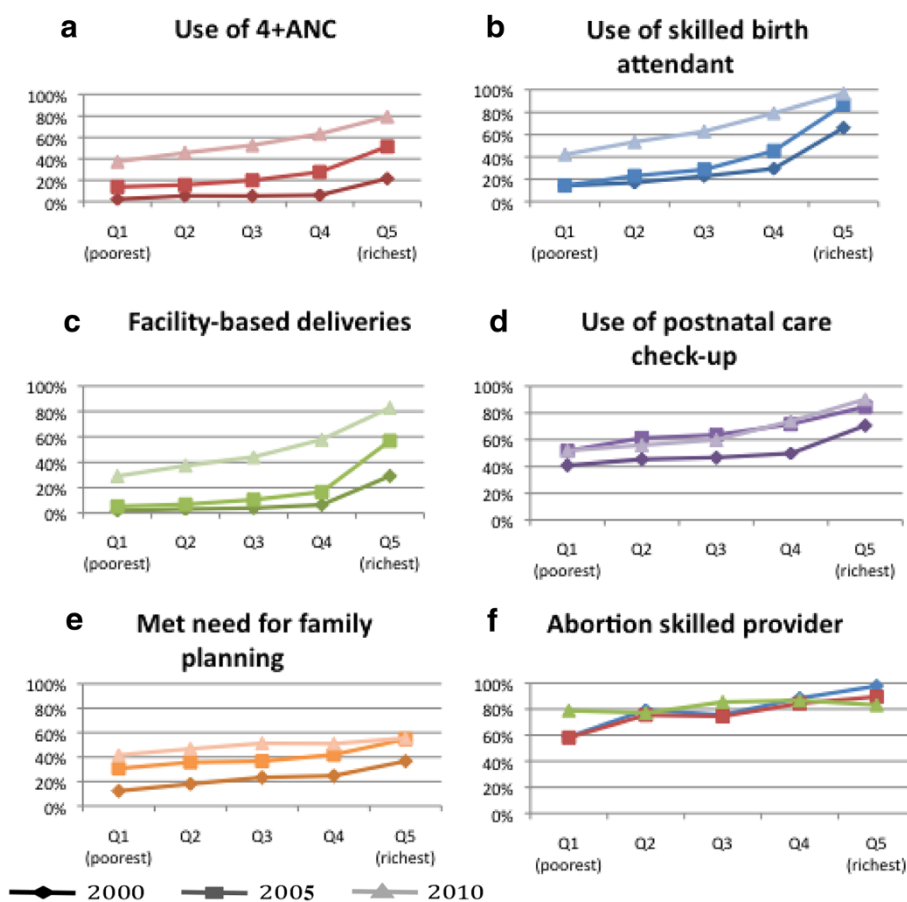 a Use of 4+ANC
100%
80%
60%
40%
20%
0%
Q1 Q2 Q3 Q4 Q5
(poorest) (richest)
b Use of skilled birth
attendant
100%
80%
60%
40%
20%
0%
Q1 Q2 Q3 Q4 Q5
(poorest) (richest)
c Facility-based deliveries
100%
80%
60%
40%
20%
0%
Q1 Q2 Q3 Q4 Q5
(poorest) (richest)
d Use of postnatal care
check-up
100%
80%
60%
40%
20%
0%
Q1 Q2 Q3 Q4 Q5
(poorest) (richest)
e Met need for family
planning
100%
80%
60%
40%
20%
0%
Q1 Q2 Q3 Q4 Q5
(poorest) (richest)
f Abortion skilled provider
100%
80%
60%
40%
20%
0%
Q1 Q2 Q3 Q4 Q5
(poorest) (richest)
2000 2005 2010